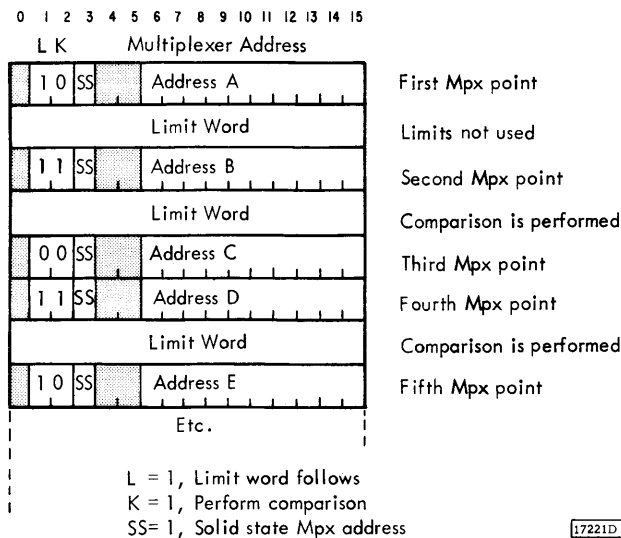 0 1 2 3 4 5 6 7 8 9 10 11 12 13 14 15
L K Multiplexer Address
1 0 SS Address A First Mpx point
Limit Word Limits not used
1 1 SS Address B Second Mpx point
Limit Word Comparison is performed
0 0 SS Address C Third Mpx point
1 1 SS Address D Fourth Mpx point
Limit Word Comparison is performed
1 0 SS Address E Fifth Mpx point
Etc.
L = 1, Limit word follows
K = 1, Perform comparison
SS= 1, Solid state Mpx address
17221D